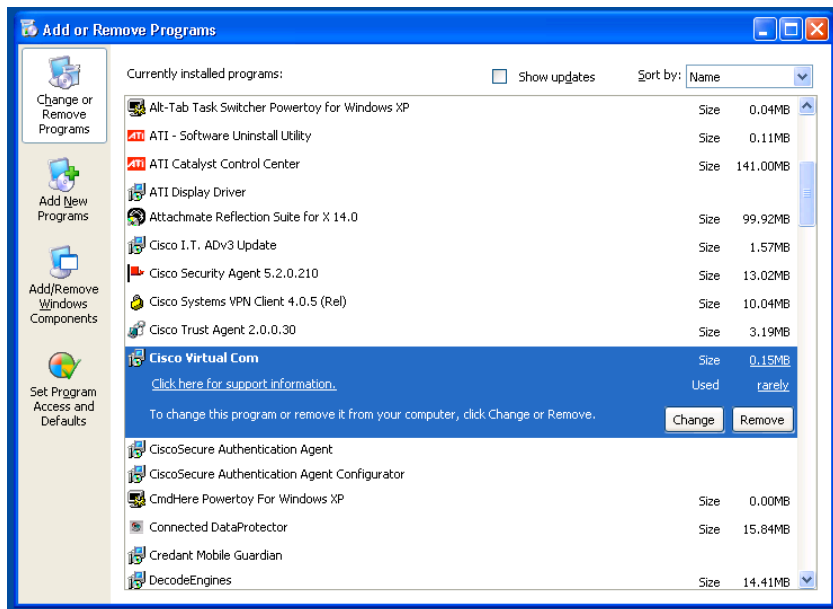 Add or Remove Programs
Change or
Remove
Programs
Add New
Programs
Add/Remove
Windows
Components
Set Program
Access and
Defaults
Currently installed programs:
Show updates
Sort by: Name
Alt-Tab Task Switcher Powertoy for Windows XP Size 0.04MB
ATI - Software Uninstall Utility Size 0.11MB
ATI ATI Catalyst Control Center Size 141.00MB
ATI Display Driver
Attachmate Reflection Suite for X 14.0 Size 99.92MB
Cisco I.T. ADv3 Update Size 1.57MB
Cisco Security Agent 5.2.0.210 Size 13.02MB
Cisco Systems VPN Client 4.0.5 (Rel) Size 10.04MB
Cisco Trust Agent 2.0.0.30 Size 3.19MB
Cisco Virtual Com Size 0.15MB
Click here for support information. Used rarely
To change this program or remove it from your computer, click Change or Remove. Change Remove
CiscoSecure Authentication Agent
CiscoSecure Authentication Agent Configurator
CmdHere Powertoy For Windows XP Size 0.00MB
Connected DataProtector Size 15.84MB
Credant Mobile Guardian
DecodeEngines Size 14.41MB